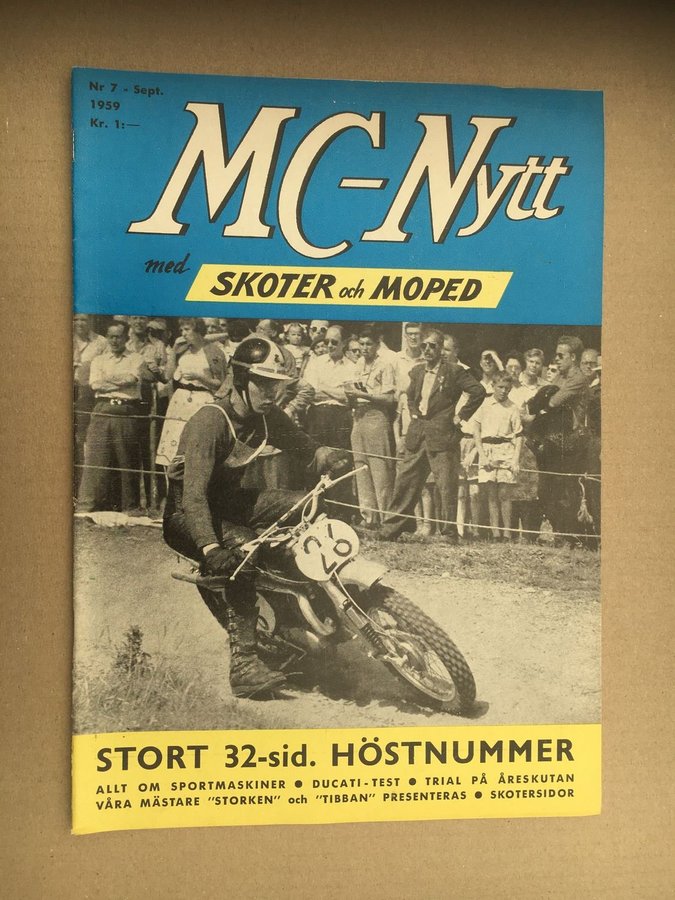 Nr 7 - Sept.
1959
Kr. 1:—
MC-Nytt
med
SKOTER och MOPED
26
STORT 32-sid. HÖSTNUMMER
ALLT OM SPORTMASKINER ● DUCATI-TEST ● TRIAL PÅ ÅRESKUTAN
VÅRA MÄSTARE "STORKEN" och "TIBBAN" PRESENTERAS ● SKOTERSIDOR